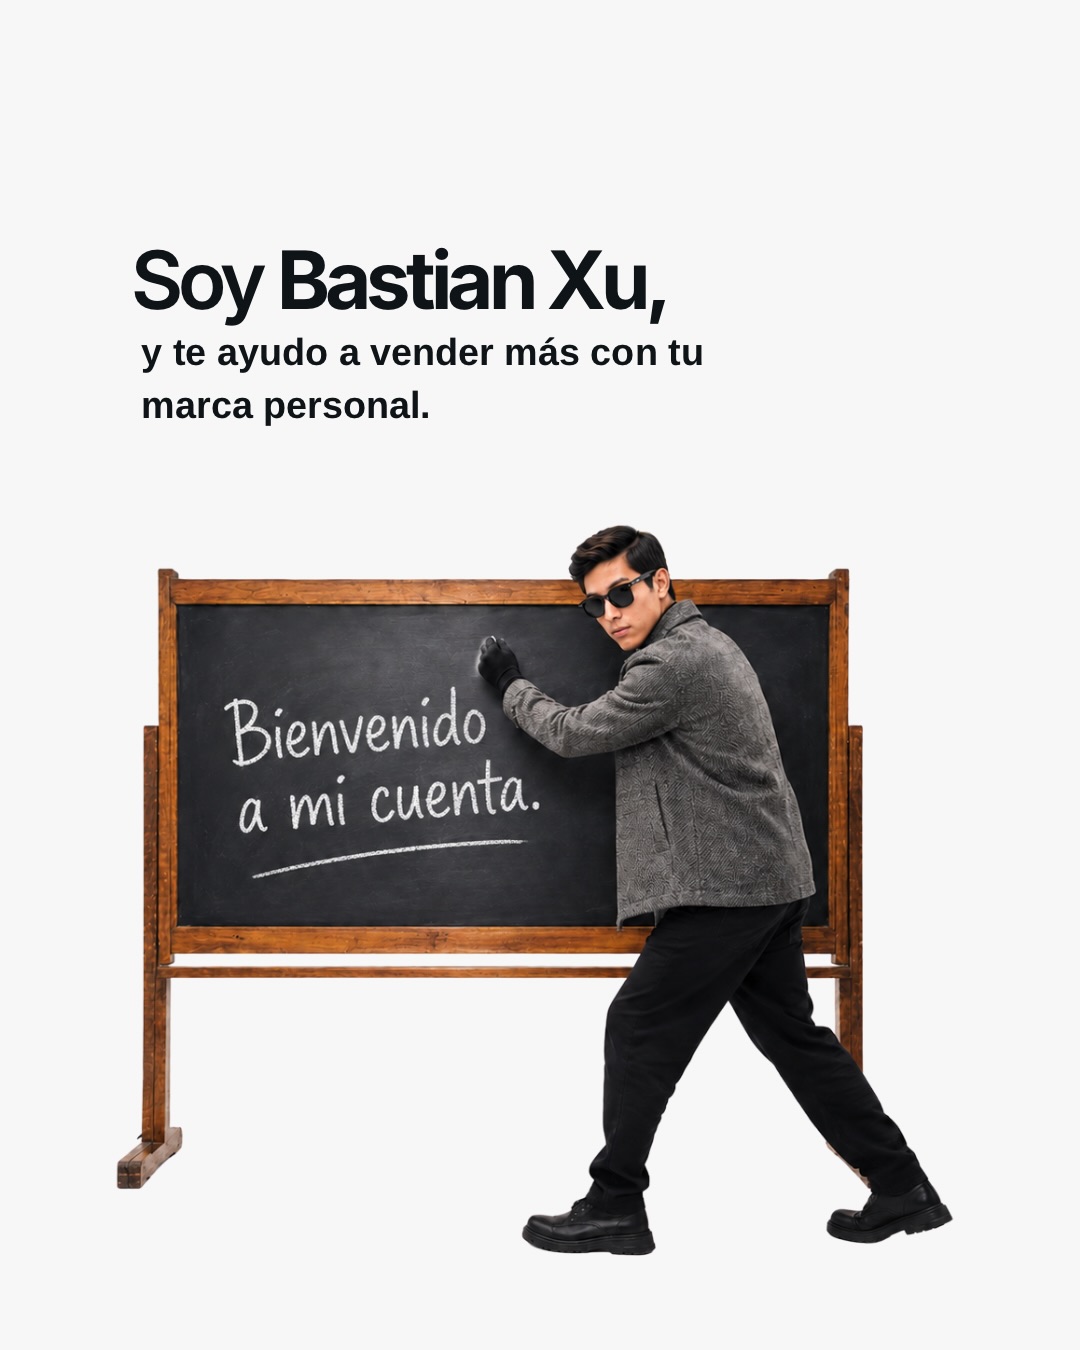 Soy Bastian Xu,
y te ayudo a vender más con tu
marca personal.
Bienvenido
a mi cuenta.